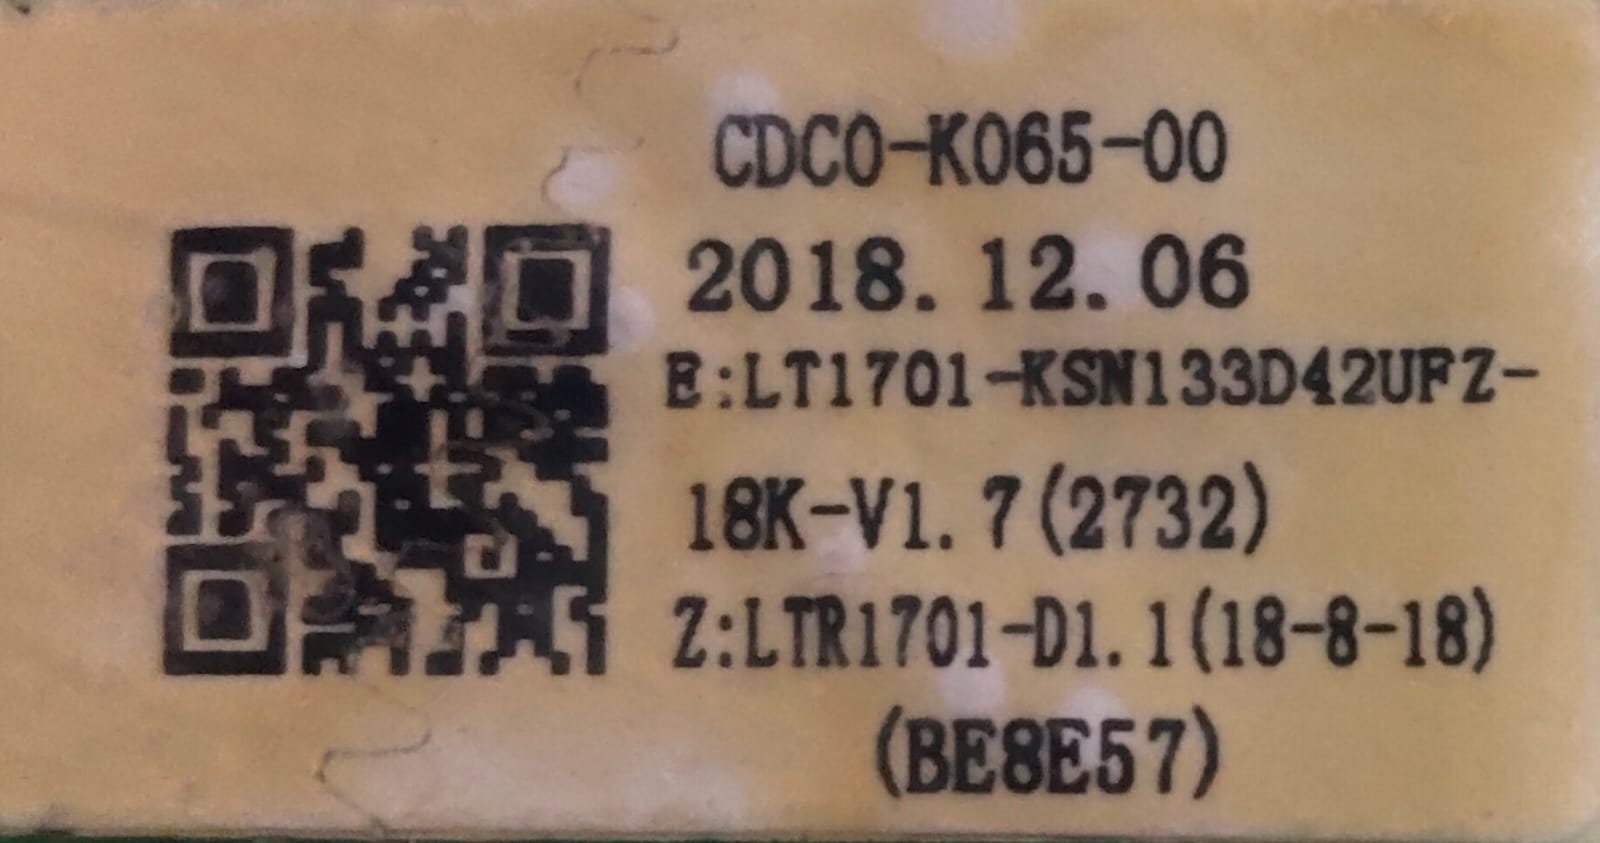 CDC0-K065-00
2018.12.06
E:LT1701-KSN133D42UFZ-
18K-V1.7(2732)
Z:LTR1701-D1.1(18-8-18)
(BE8E57)